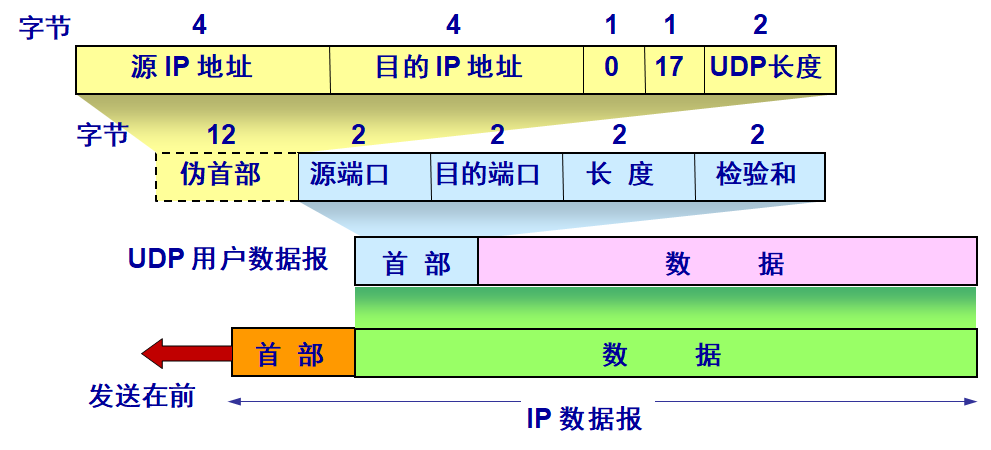 字节 4 4 1 1 2
源 IP 地址 目的 IP 地址 0 17 UDP长度
字节 12 2 2 2 2
伪首部 源端口 目的端口 长 度 检验和
UDP 用户数据报 首 部 数 据
首 部 数 据
发送在前
IP 数据报